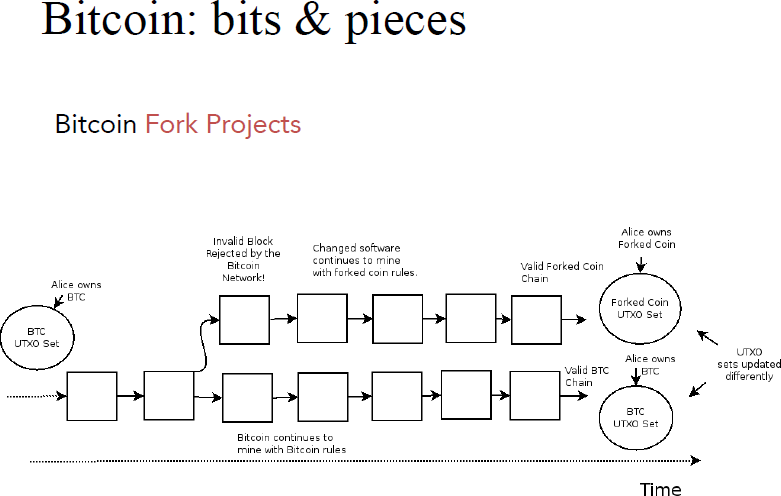 Bitcoin: bits & pieces
Bitcoin Fork Projects
Alice owns
BTC
BTC
UTXO Set
Invalid Block
Rejected by the
Bitcoin
Network!
Changed software
continues to mine
with forked coin rules.
Valid Forked Coin
Chain
Alice owns
Forked Coin
Forked Coin
UTXO Set
UTXO
sets updated
differently
Valid BTC
Chain
Alice owns
BTC
BTC
UTXO Set
Bitcoin continues to
mine with Bitcoin rules
Time